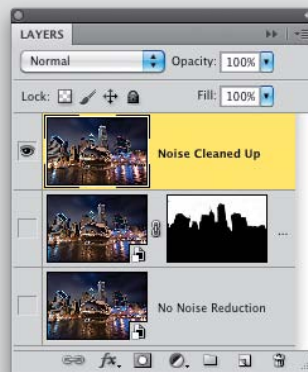 LAYERS
Normal Opacity: 100%
Lock: Fill: 100%
Noise Cleaned Up
...
No Noise Reduction
fx.